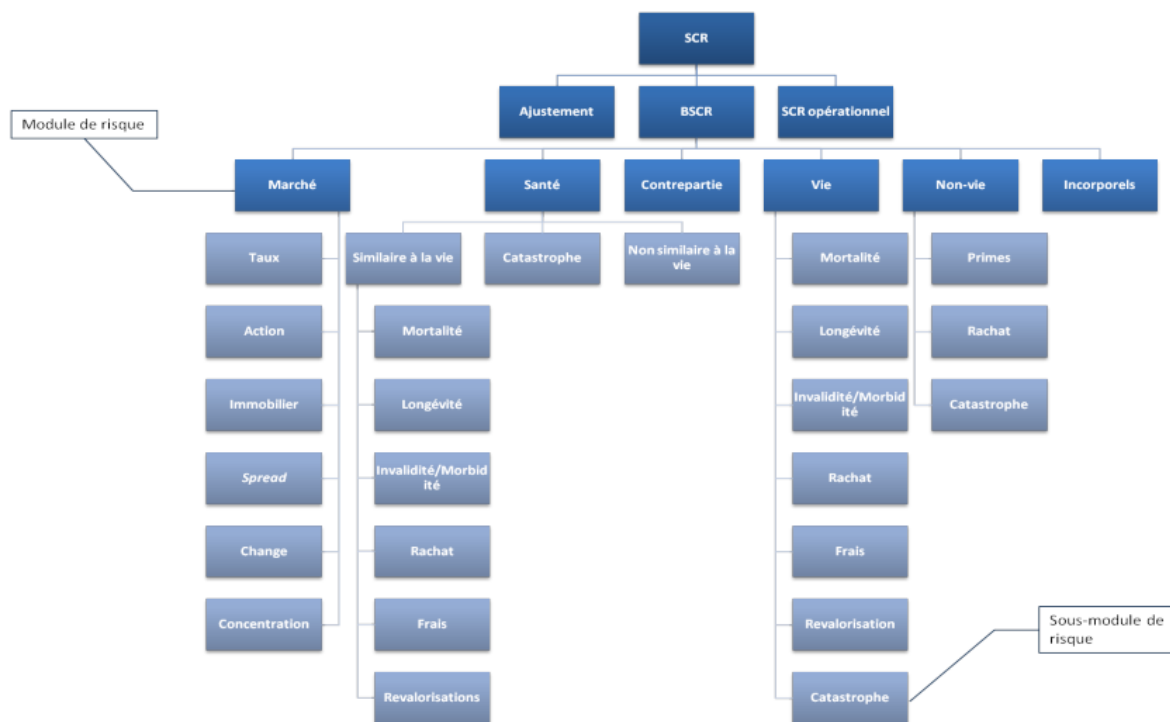 SCR
Ajustement
BSCR
SCR opérationnel
Module de risque
Marché
Santé
Contrepartie
Vie
Non-vie
Incorporels
Taux
Similaire à la vie
Catastrophe
Non similaire à la
vie
Mortalité
Primes
Action
Mortalité
Longévité
Rachat
Immobilier
Longévité
Invalidité/Morbid
ité
Catastrophe
Spread
Invalidité/Morbid
ité
Rachat
Change
Rachat
Frais
Concentration
Frais
Revalorisation
Sous-module de
risque
Revalorisations
Catastrophe